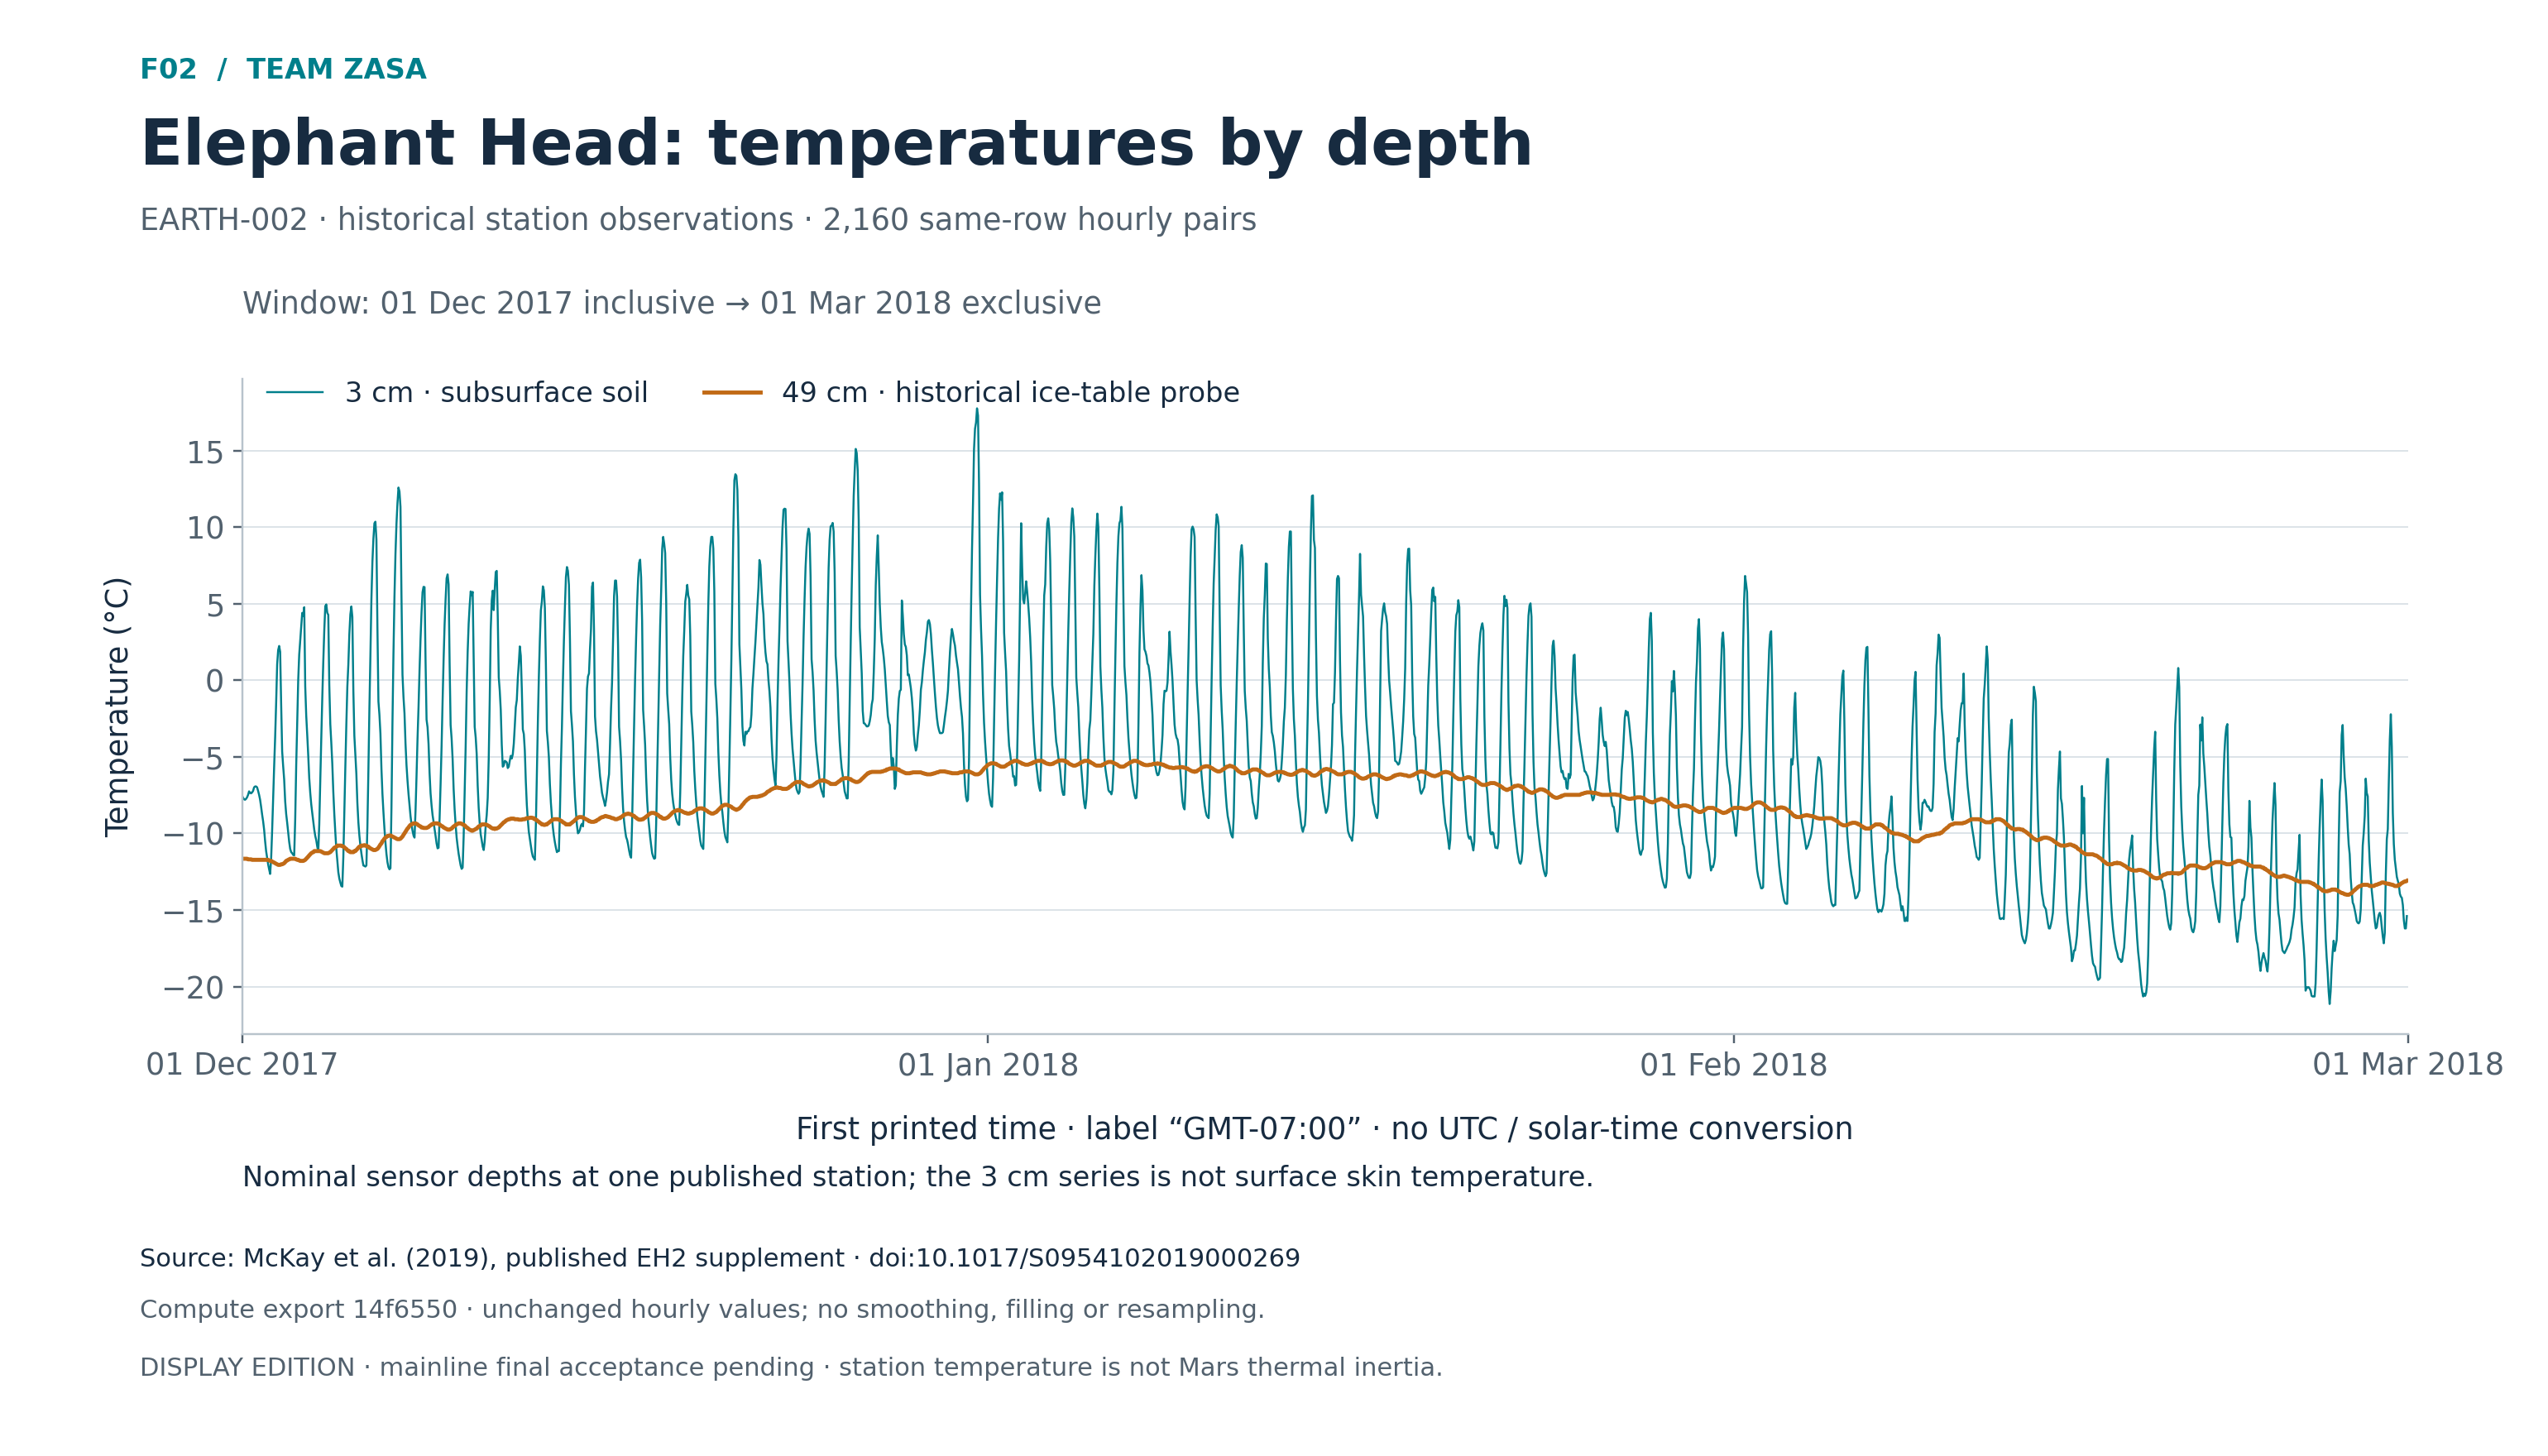 F02 / TEAM ZASA
Elephant Head: temperatures by depth
EARTH-002 · historical station observations · 2,160 same-row hourly pairs
Window: 01 Dec 2017 inclusive → 01 Mar 2018 exclusive
3 cm · subsurface soil
49 cm · historical ice-table probe
Temperature (°C)
15
10
5
0
−5
−10
−15
−20
01 Dec 2017
01 Jan 2018
01 Feb 2018
01 Mar 2018
First printed time · label “GMT-07:00” · no UTC / solar-time conversion
Nominal sensor depths at one published station; the 3 cm series is not surface skin temperature.
Source: McKay et al. (2019), published EH2 supplement · doi:10.1017/S0954102019000269
Compute export 14f6550 · unchanged hourly values; no smoothing, filling or resampling.
DISPLAY EDITION · mainline final acceptance pending · station temperature is not Mars thermal inertia.